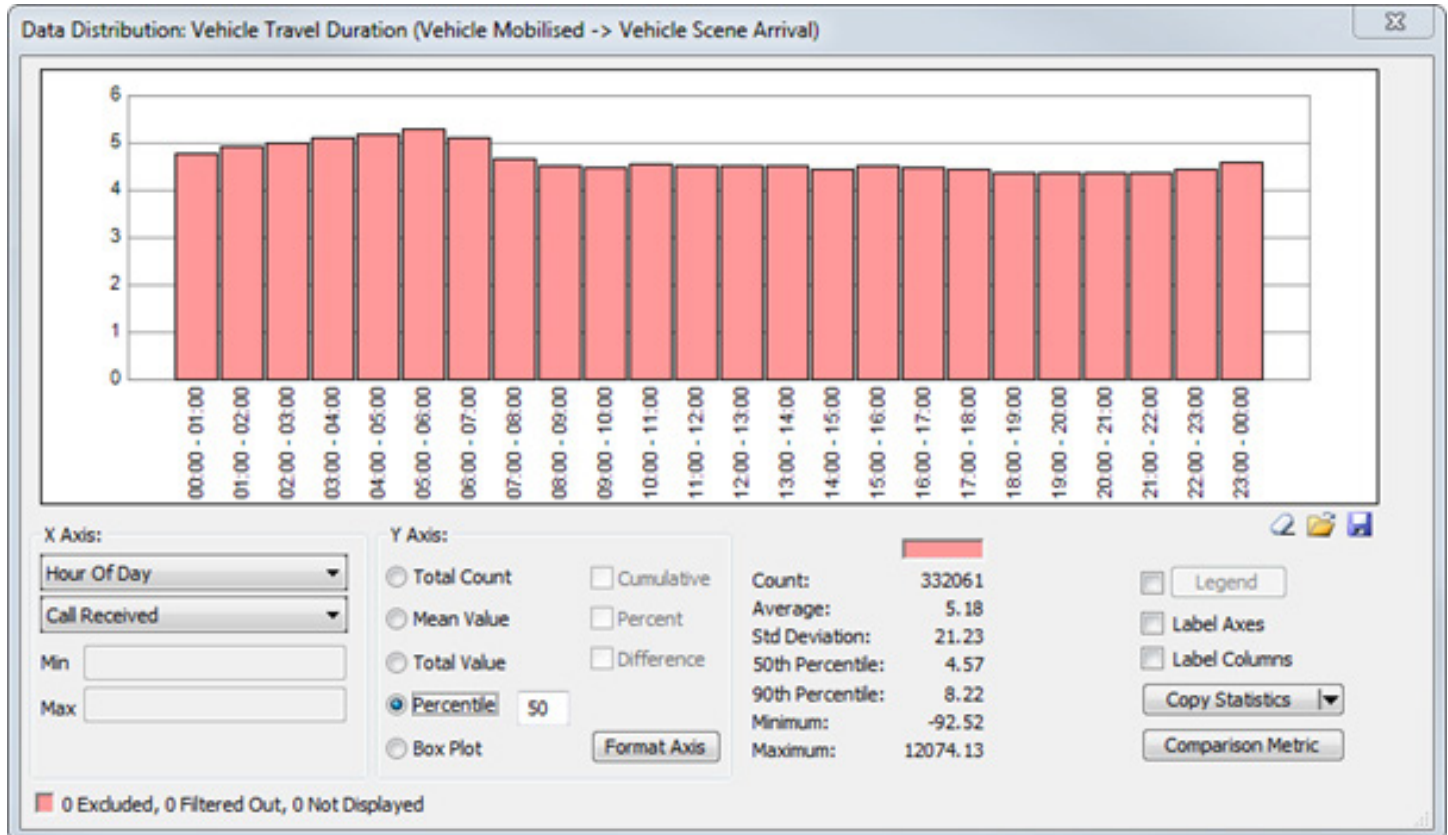 Data Distribution: Vehicle Travel Duration (Vehicle Mobilised -> Vehicle Scene Arrival)
6
5
4
3
2
1
0
00:00 - 01:00
01:00 - 02:00
02:00 - 03:00
03:00 - 04:00
04:00 - 05:00
05:00 - 06:00
06:00 - 07:00
07:00 - 08:00
08:00 - 09:00
09:00 - 10:00
10:00 - 11:00
11:00 - 12:00
12:00 - 13:00
13:00 - 14:00
14:00 - 15:00
15:00 - 16:00
16:00 - 17:00
17:00 - 18:00
18:00 - 19:00
19:00 - 20:00
20:00 - 21:00
21:00 - 22:00
22:00 - 23:00
23:00 - 00:00
X Axis:
Hour Of Day
Call Received
Min
Max
Y Axis:
Total Count
Mean Value
Total Value
Percentile 50
Box Plot
Cumulative
Percent
Difference
Format Axis
Count: 332061
Average: 5.18
Std Deviation: 21.23
50th Percentile: 4.57
90th Percentile: 8.22
Minimum: -92.52
Maximum: 12074.13
Legend
Label Axes
Label Columns
Copy Statistics
Comparison Metric
0 Excluded, 0 Filtered Out, 0 Not Displayed